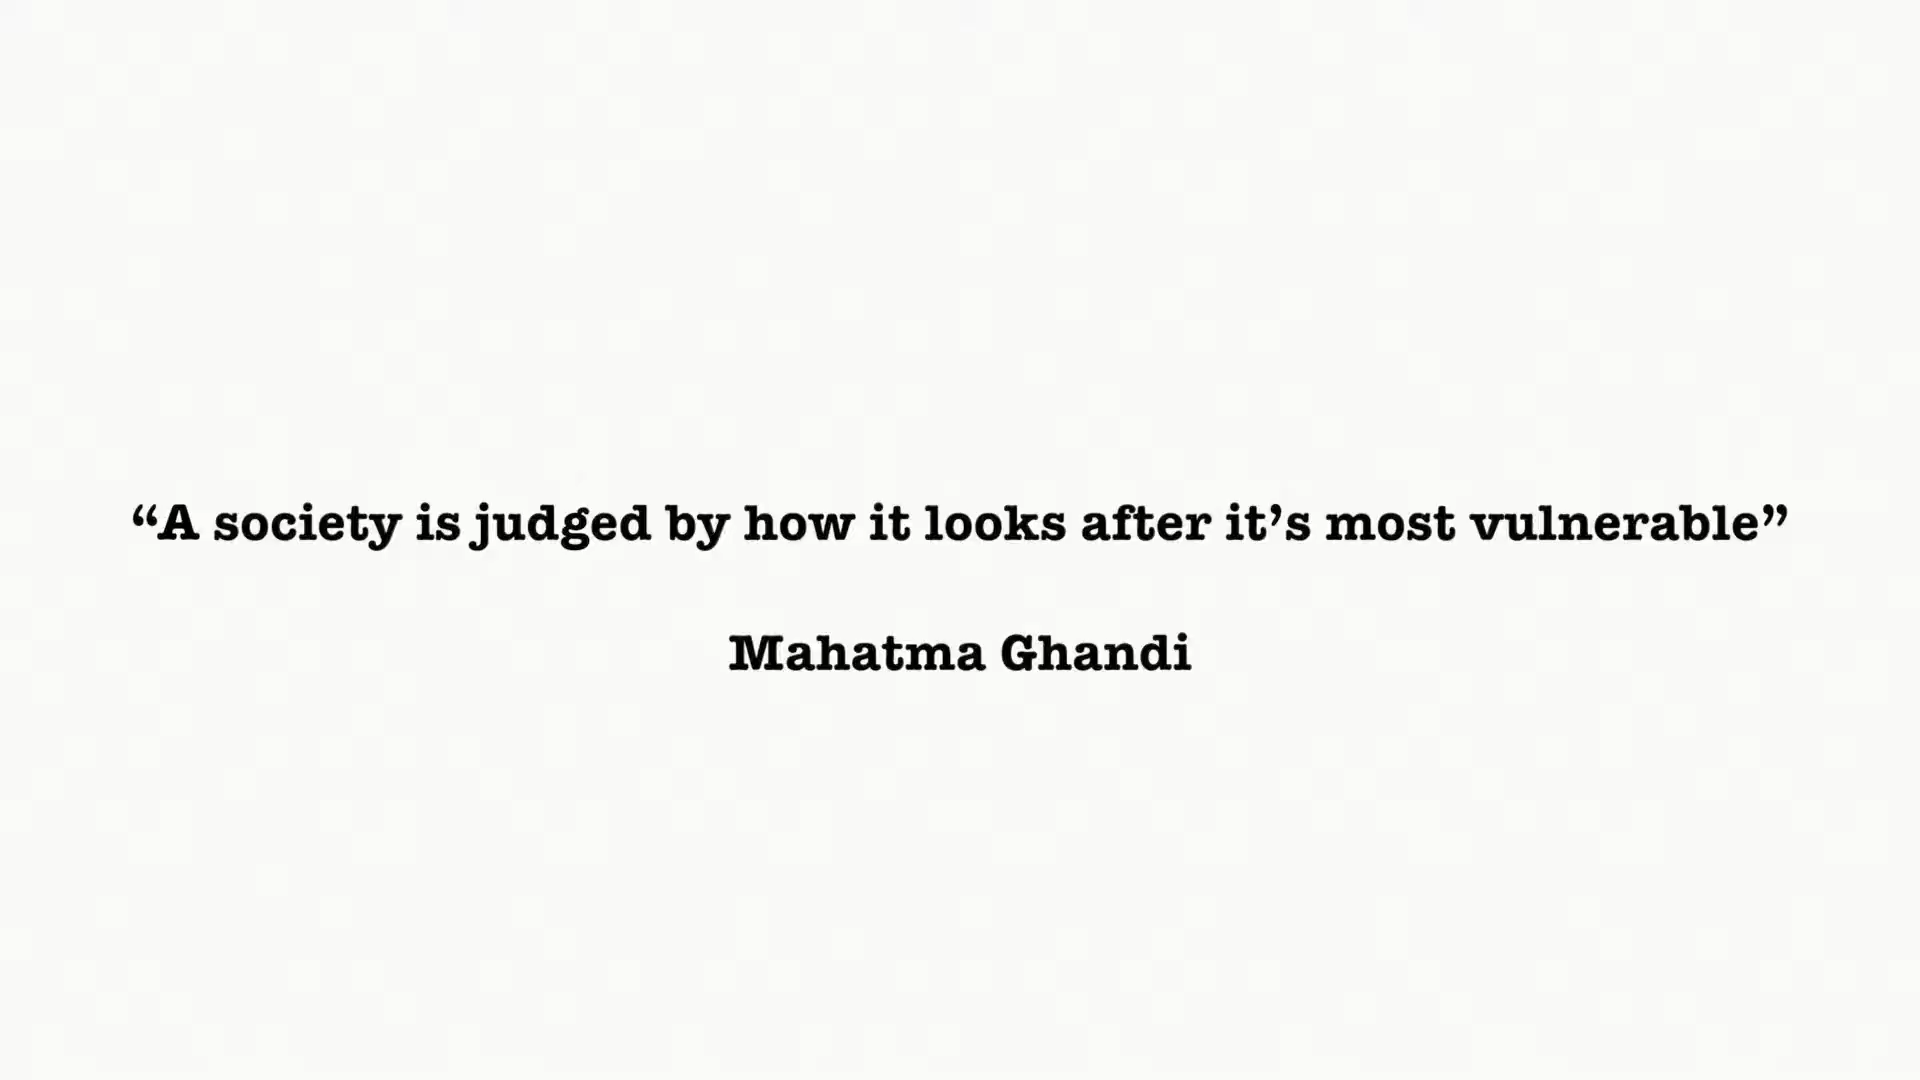 “A society is judged by how it looks after it’s most vulnerable”
Mahatma Ghandi